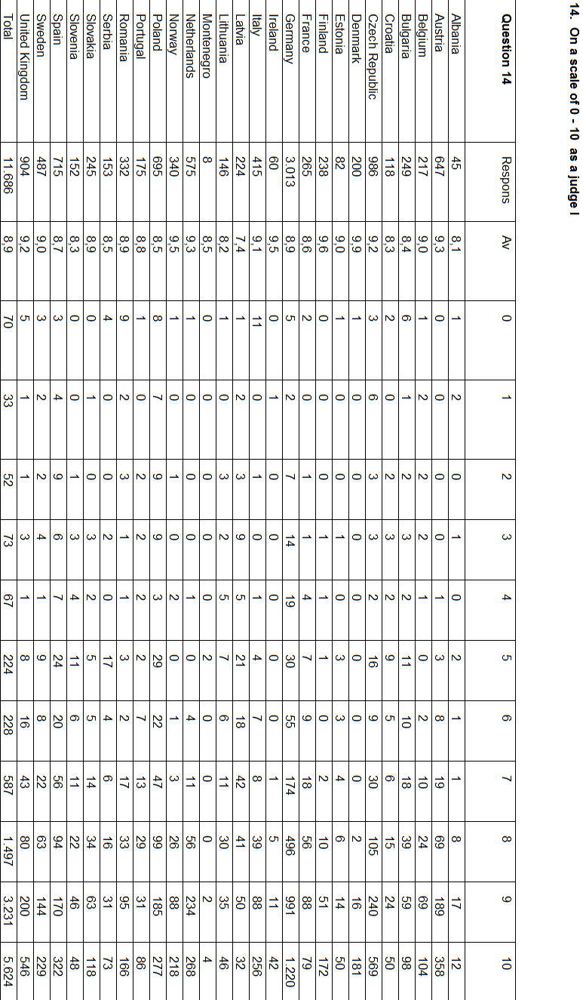 14. On a scale of 0 - 10 as a judge I
Question 14 Respons Av 0 1 2 3 4 5 6 7 8 9 10
Albania 45 8,1 1 2 0 1 0 2 1 1 8 17 12
Austria 647 9,3 0 0 0 0 1 3 8 19 69 189 358
Belgium 217 9,0 1 2 2 2 1 0 2 10 24 69 104
Bulgaria 249 8,4 6 1 2 3 2 11 10 18 39 59 98
Croatia 118 8,3 2 0 2 3 2 9 5 6 15 24 50
Czech Republic 986 9,2 3 6 3 3 2 16 9 30 105 240 569
Denmark 200 9,9 1 0 0 0 0 0 0 0 2 16 181
Estonia 82 9,0 1 0 0 1 0 3 3 4 6 14 50
Finland 238 9,6 0 0 0 1 1 1 0 2 10 51 172
France 265 8,6 2 0 1 1 4 7 9 18 56 88 79
Germany 3.013 8,9 5 2 7 14 19 30 55 174 496 991 1.220
Ireland 60 9,5 0 1 0 0 0 0 0 1 5 11 42
Italy 415 9,1 11 0 1 0 1 4 7 8 39 88 256
Latvia 224 7,4 1 2 3 9 5 21 18 42 41 50 32
Lithuania 146 8,2 1 0 3 2 5 7 6 11 30 35 46
Montenegro 8 8,5 0 0 0 0 0 2 0 0 0 2 4
Netherlands 575 9,3 1 0 0 0 1 0 4 11 56 234 268
Norway 340 9,5 1 0 1 0 2 0 1 3 26 88 218
Poland 695 8,5 8 7 9 9 3 29 22 47 99 185 277
Portugal 175 8,8 1 0 2 2 2 2 7 13 29 31 86
Romania 332 8,9 9 2 3 1 1 3 2 17 33 95 166
Serbia 153 8,5 4 0 0 2 0 17 4 6 16 31 73
Slovakia 245 8,9 0 1 0 3 2 5 5 14 34 63 118
Slovenia 152 8,3 0 0 1 3 4 11 6 11 22 46 48
Spain 715 8,7 3 4 9 6 7 24 20 56 94 170 322
Sweden 487 9,0 3 2 2 4 1 9 8 22 63 144 229
United Kingdom 904 9,2 5 1 1 3 1 8 16 43 80 200 546
Total 11.686 8,9 70 33 52 73 67 224 228 587 1.497 3.231 5.624